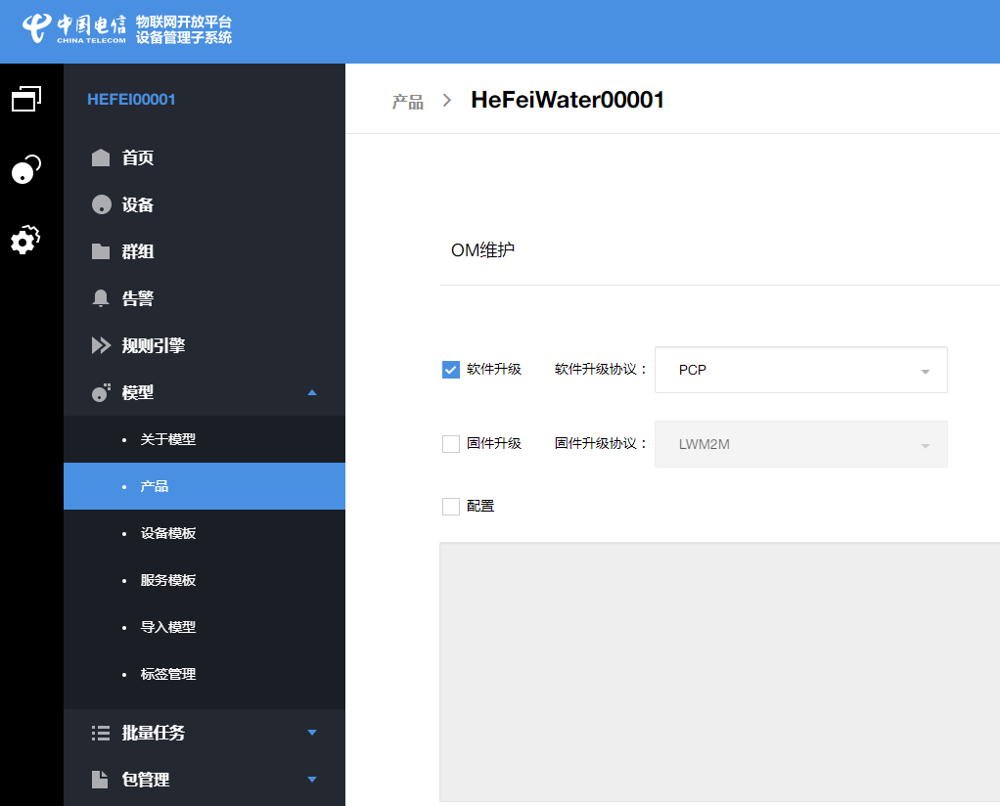 中国电信
CHINA TELECOM
物联网开放平台
设备管理子系统
HEFEI00001
首页
设备
群组
告警
规则引擎
模型
关于模型
产品
设备模板
服务模板
导入模型
标签管理
批量任务
包管理
产品 > HeFeiWater00001
OM维护
软件升级 软件升级协议： PCP
固件升级 固件升级协议： LWM2M
配置